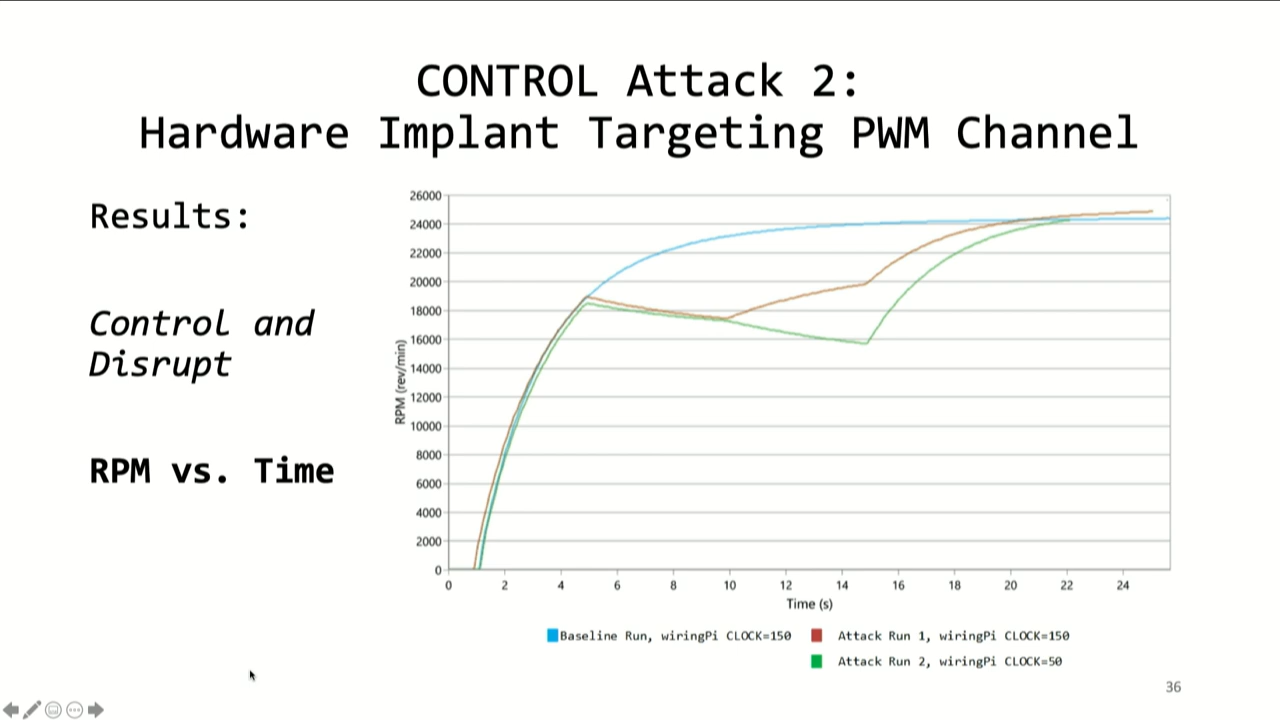 CONTROL Attack 2:
Hardware Implant Targeting PWM Channel
Results:
Control and
Disrupt
RPM vs. Time
RPM (rev/min)
26000
24000
22000
20000
18000
16000
14000
12000
10000
8000
6000
4000
2000
0
0 2 4 6 8 10 12 14 16 18 20 22 24
Time (s)
Baseline Run, wiringPi CLOCK=150
Attack Run 1, wiringPi CLOCK=150
Attack Run 2, wiringPi CLOCK=50
36